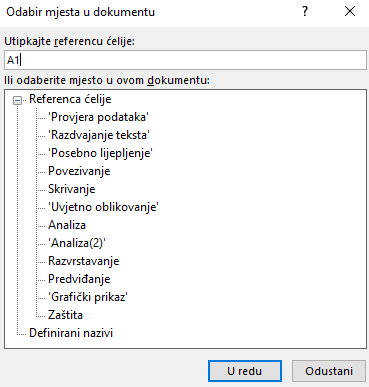 Odabir mjesta u dokumentu ? ×
Utipkajte referencu ćelije:
A1
Ili odaberite mjesto u ovom dokumentu:
Referenca ćelije
'Provjera podataka'
'Razdvajanje teksta'
'Posebno lijepljenje'
Povezivanje
Skrivanje
'Uvjetno oblikovanje'
Analiza
'Analiza(2)'
Razvrstavanje
Predviđanje
'Grafički prikaz'
Zaštita
Definirani nazivi
U redu Odustani